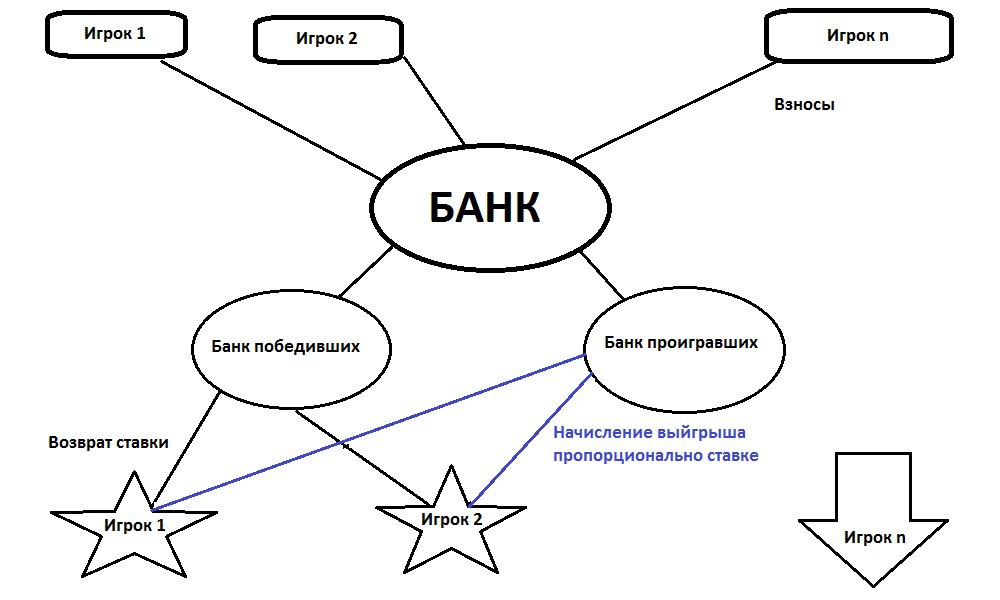 Игрок 1
Игрок 2
Игрок n
Взносы
БАНК
Банк победивших
Банк проигравших
Возврат ставки
Начисление выйгрыша
пропорционально ставке
Игрок 1
Игрок 2
Игрок n